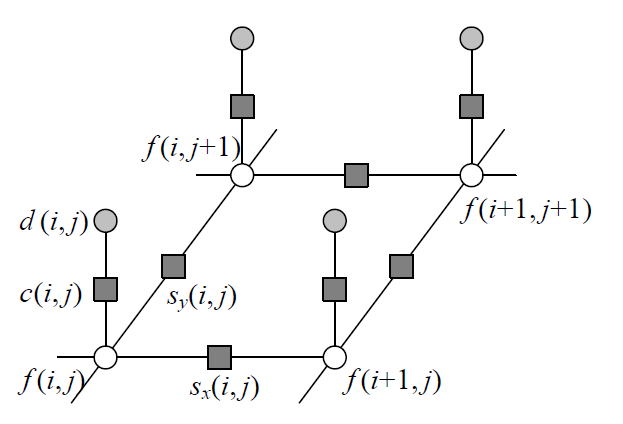 f(i,j+1)
f(i+1,j+1)
d(i,j)
c(i,j)
s_y(i,j)
f(i,j)
s_x(i,j)
f(i+1,j)